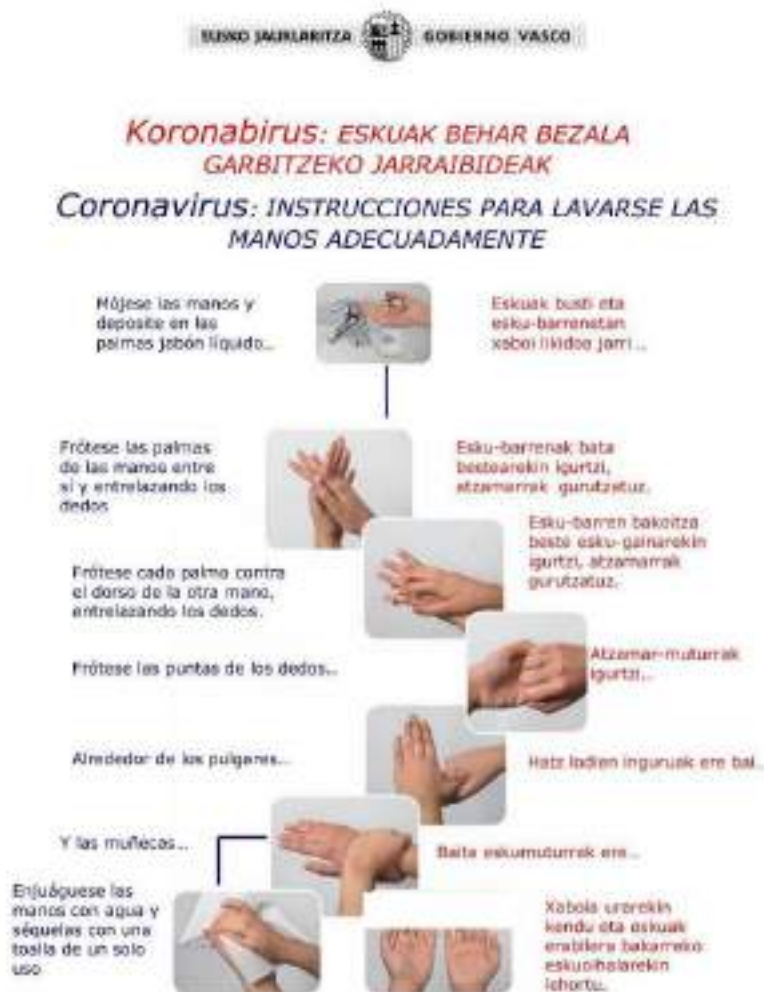 EUSKO JAURLARITZA GOBIERNO VASCO
Koronabirus: ESKUAK BEHAR BEZALA
GARBITZEKO JARRAIBIDEAK
Coronavirus: INSTRUCCIONES PARA LAVARSE LAS
MANOS ADECUADAMENTE
Mójese las manos y
deposite en las
palmas jabón líquido...
Eskuak busti eta
esku-barrenetan
xaboi likidoa jarri...
Frótese las palmas
de las manos entre
sí y entrelazando los
dedos
Esku-barrenak bata
bestearekin igurtzi,
atzamarrak gurutzatuz.
Esku-barren bakoitza
beste esku-gainarekin
igurtzi, atzamarrak
gurutzatuz.
Frótese cada palma contra
el dorso de la otra mano,
entrelazando los dedos.
Frótese las puntas de los dedos...
Atzamar-muturrak
igurtzi...
Alrededor de los pulgares...
Hatz lodien inguruak ere bai...
Y las muñecas...
Baita eskumuturrak ere...
Enjuáguese las
manos con agua y
séquelas con una
toalla de un solo
uso
Xaboia urarekin
kendu eta eskuak
erabilera bakarreko
eskuoihalarekin
lehortu.